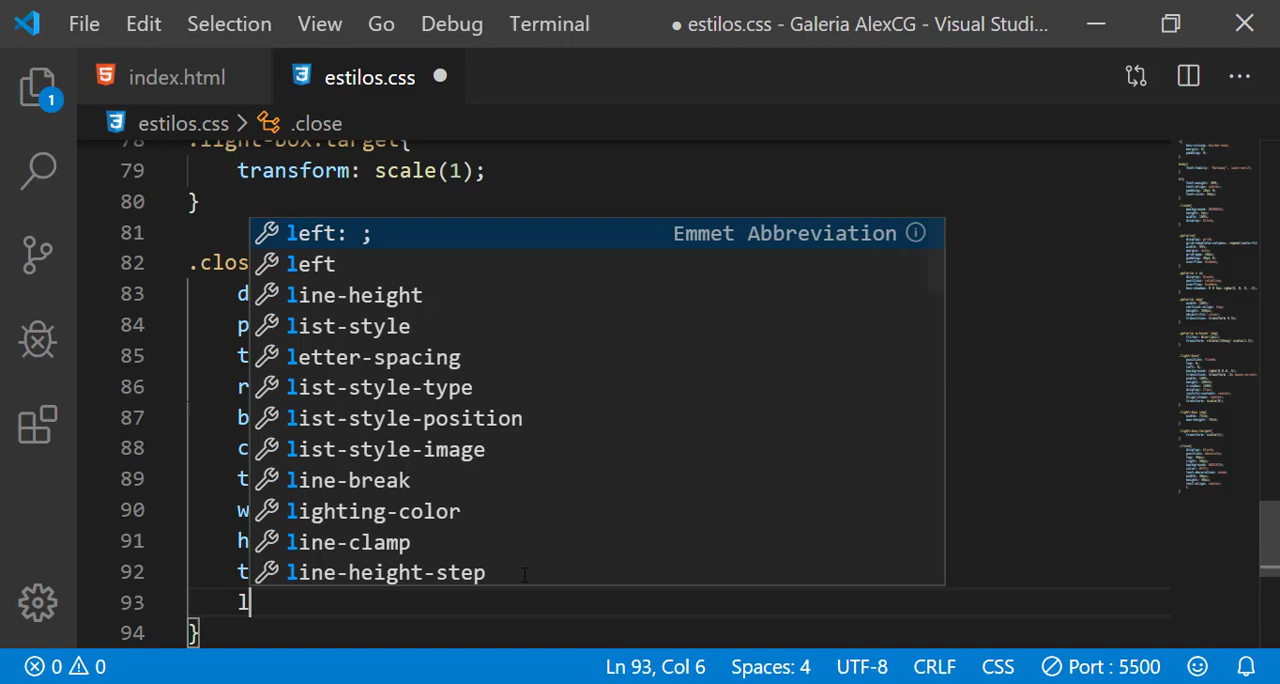 File Edit Selection View Go Debug Terminal ● estilos.css - Galeria AlexCG - Visual Studi...
index.html estilos.css ●
1
estilos.css > .close
78 .light-box:target{
79 transform: scale(1);
80 }
81
82 .clos
83 d
84 p
85 t
86 r
87 b
88 c
89 t
90 w
91 h
92 t
93 l
94 }
left: ; Emmet Abbreviation
left
line-height
list-style
letter-spacing
list-style-type
list-style-position
list-style-image
line-break
lighting-color
line-clamp
line-height-step
0 0 Ln 93, Col 6 Spaces: 4 UTF-8 CRLF CSS Port : 5500